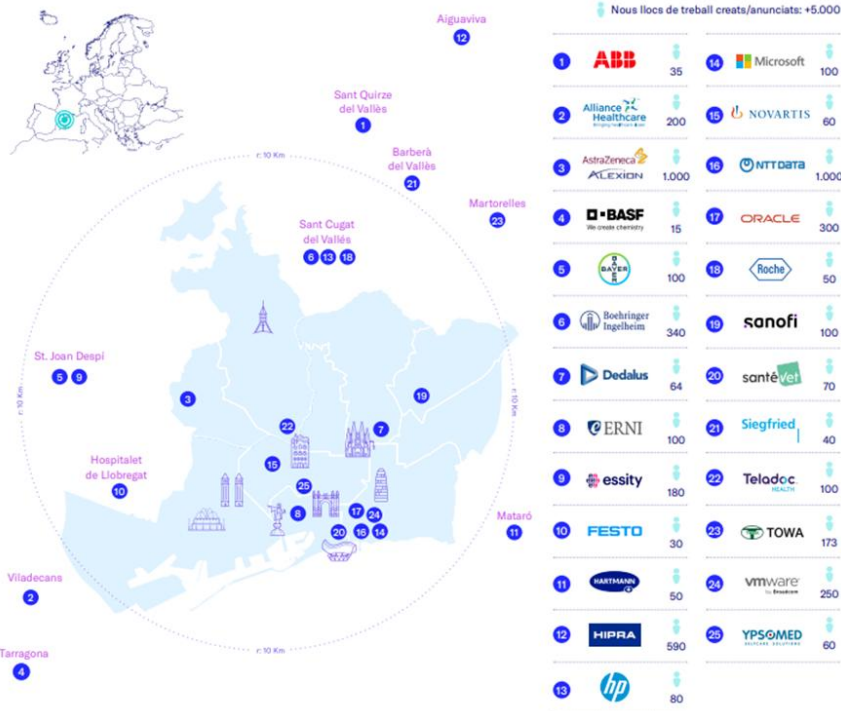 Nous llocs de treball creats/anunciats: +5.000
Aiguaviva
12
Sant Quirze
del Vallès
1
Barberà
del Vallès
21
Martorelles
23
Sant Cugat
del Vallés
6 13 18
r: 10 Km
r: 10 Km
r: 10 Km
r: 10 Km
St. Joan Despí
5 9
3
19
22
7
15
Hospitalet
de Llobregat
10
25
8
17 24
20 16 14
Mataró
11
Viladecans
2
Tarragona
4
1 ABB 35
2 Alliance
Healthcare
200
3 AstraZeneca
ALEXION 1.000
4 BASF
We create chemistry
15
5 BAYER
BAYER
100
6 Boehringer
Ingelheim
340
7 Dedalus 64
8 ERNI 100
9 essity 180
10 FESTO 30
11 HARTMANN 50
12 HIPRA 590
13 hp 80
14 Microsoft 100
15 NOVARTIS 60
16 NTT DATA 1.000
17 ORACLE 300
18 Roche 50
19 sanofi 100
20 santéVet 70
21 Siegfried 40
22 Teladoc
HEALTH
100
23 TOWA 173
24 vmware
by Broadcom
250
25 YPSOMED
SELFCARE SOLUTIONS
60